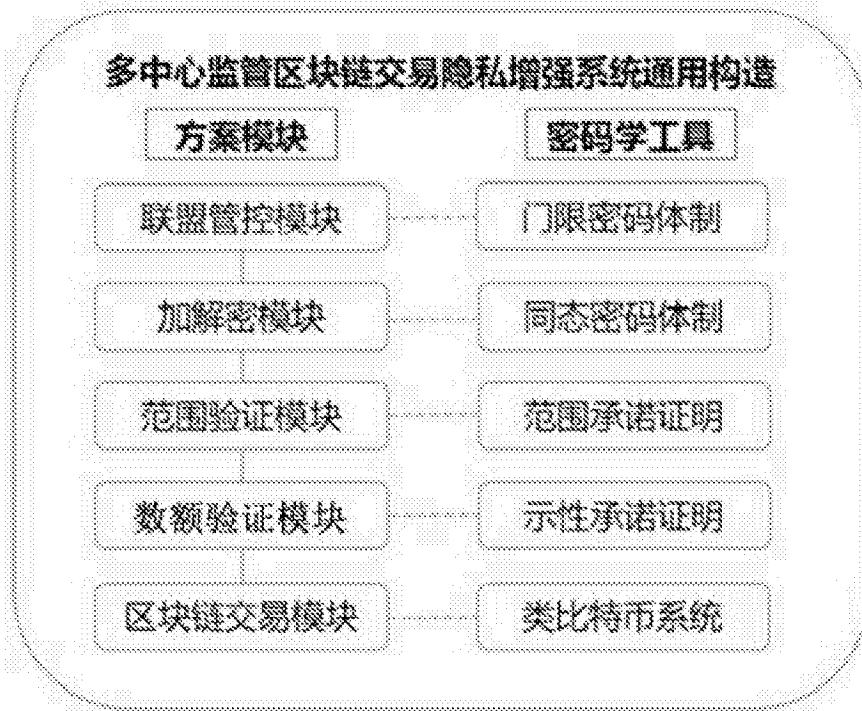 多中心监管区块链交易隐私增强系统通用构造
方案模块 密码学工具
联盟管控模块 门限密码体制
加解密模块 同态密码体制
范围验证模块 范围承诺证明
数额验证模块 示性承诺证明
区块链交易模块 类比特币系统